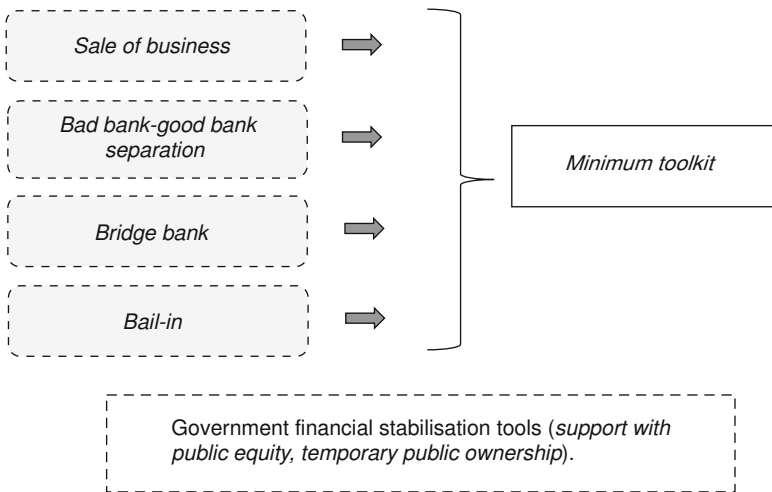 Sale of business
Bad bank-good bank
separation
Bridge bank
Bail-in
Minimum toolkit
Government financial stabilisation tools (support with
public equity, temporary public ownership).